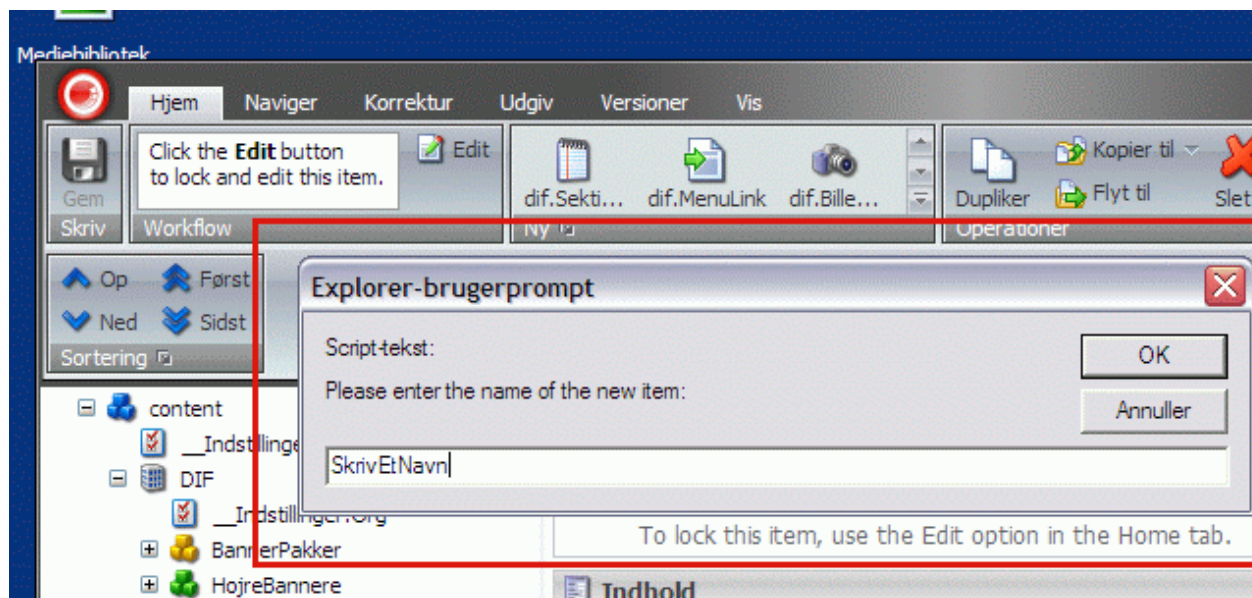 Mediebibliotek
Hjem Naviger Korrektur Udgiv Versioner Vis
Click the Edit button
to lock and edit this item.
Edit
Gem
Skriv
Workflow
dif.Sekti... dif.MenuLink dif.Bille...
Ny
Dupliker
Kopier til
Flyt til
Slet
Operationer
Op Først
Ned Sidst
Sortering
Explorer-brugerprompt
Script-tekst:
Please enter the name of the new item:
OK
Annuller
SkrivEtNavn
content
__Indstillinge
DIF
__Indstillinger.Org
BannerPakker
HojreBannere
To lock this item, use the Edit option in the Home tab.
Indhold